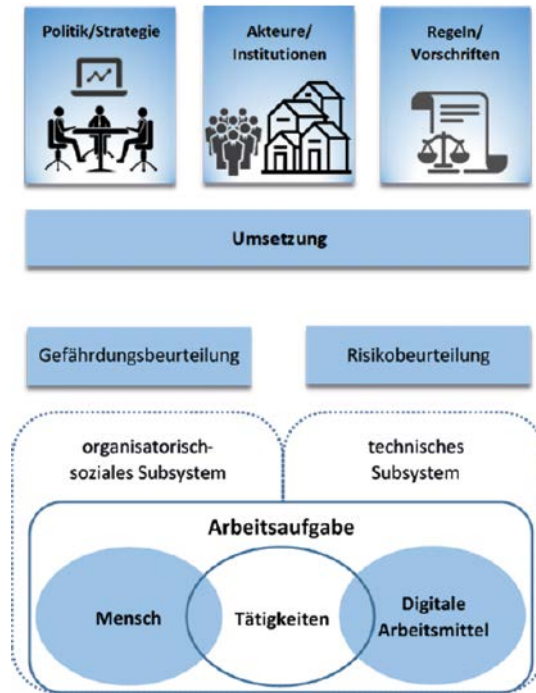 Politik/Strategie
Akteure/
Institutionen
Regeln/
Vorschriften
Umsetzung
Gefährdungsbeurteilung
Risikobeurteilung
organisatorisch-
soziales Subsystem
technisches
Subsystem
Arbeitsaufgabe
Mensch
Tätigkeiten
Digitale
Arbeitsmittel